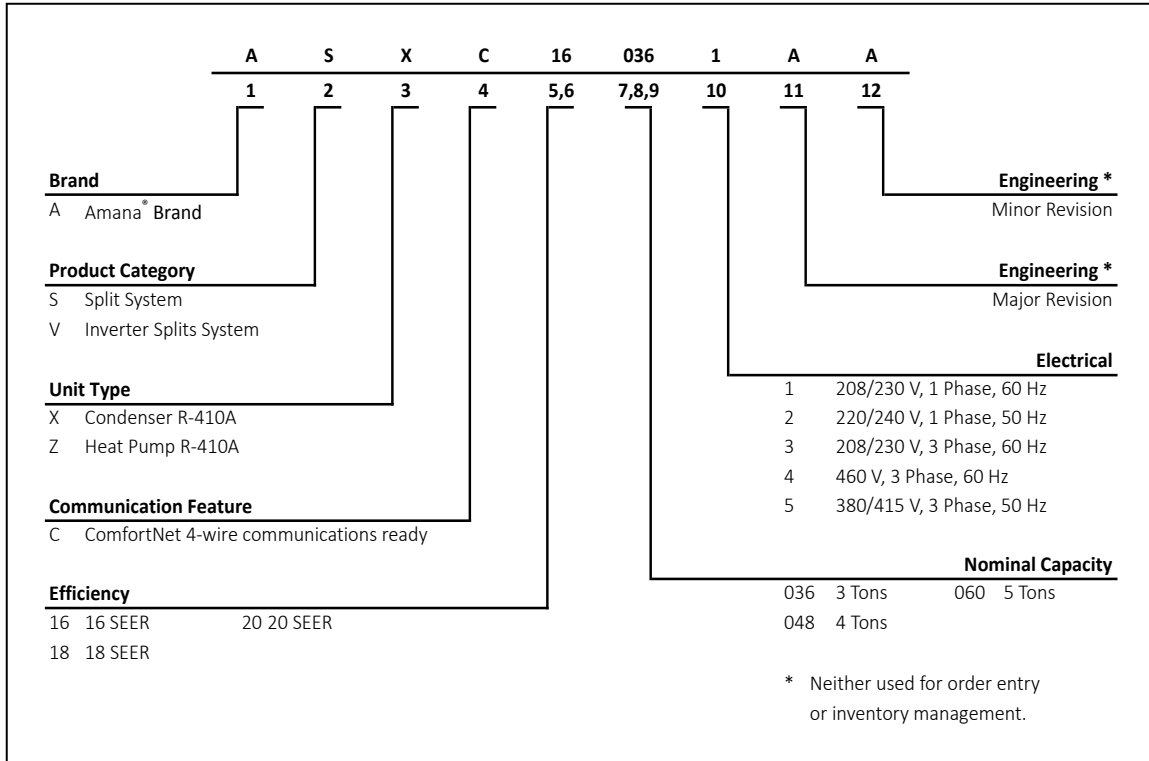 A S X C 16 036 1 A A
1 2 3 4 5,6 7,8,9 10 11 12
Brand
A Amana® Brand
Product Category
S Split System
V Inverter Splits System
Unit Type
X Condenser R-410A
Z Heat Pump R-410A
Communication Feature
C ComfortNet 4-wire communications ready
Efficiency
16 16 SEER 20 20 SEER
18 18 SEER
Engineering *
Minor Revision
Engineering *
Major Revision
Electrical
1 208/230 V, 1 Phase, 60 Hz
2 220/240 V, 1 Phase, 50 Hz
3 208/230 V, 3 Phase, 60 Hz
4 460 V, 3 Phase, 60 Hz
5 380/415 V, 3 Phase, 50 Hz
Nominal Capacity
036 3 Tons 060 5 Tons
048 4 Tons
* Neither used for order entry
or inventory management.